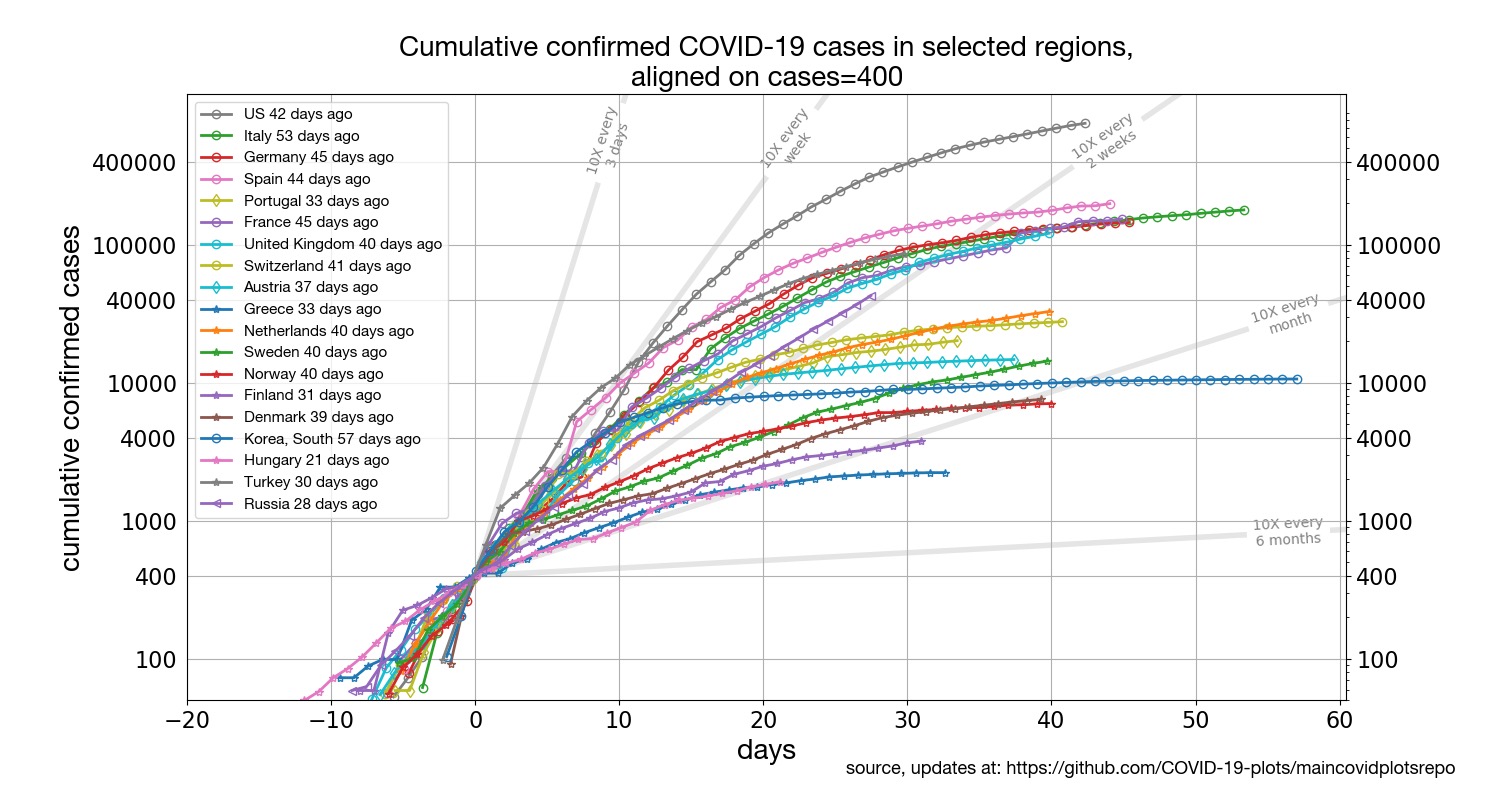 Cumulative confirmed COVID-19 cases in selected regions,
aligned on cases=400
US 42 days ago
Italy 53 days ago
Germany 45 days ago
Spain 44 days ago
Portugal 33 days ago
France 45 days ago
United Kingdom 40 days ago
Switzerland 41 days ago
Austria 37 days ago
Greece 33 days ago
Netherlands 40 days ago
Sweden 40 days ago
Norway 40 days ago
Finland 31 days ago
Denmark 39 days ago
Korea, South 57 days ago
Hungary 21 days ago
Turkey 30 days ago
Russia 28 days ago
10X every
3 days
10X every
week
10X every
2 weeks
10X every
month
10X every
6 months
cumulative confirmed cases
400000
100000
40000
10000
4000
1000
400
100
400000
100000
40000
10000
4000
1000
400
100
−20 −10 0 10 20 30 40 50 60
days
source, updates at: https://github.com/COVID-19-plots/maincovidplotsrepo